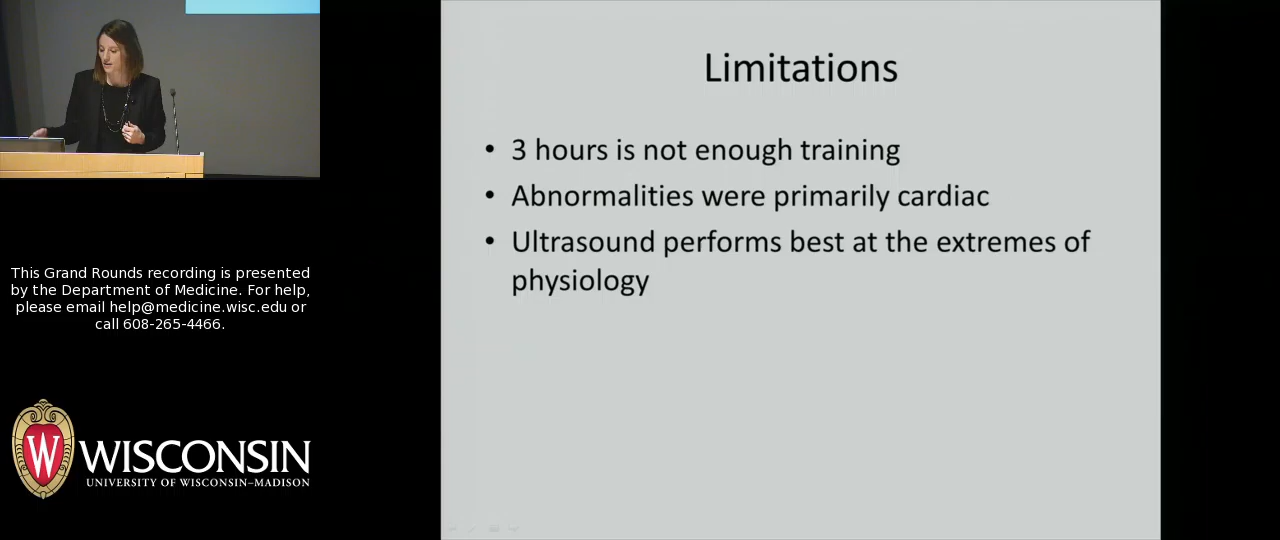 Limitations
• 3 hours is not enough training
• Abnormalities were primarily cardiac
• Ultrasound performs best at the extremes of
physiology
This Grand Rounds recording is presented
by the Department of Medicine. For help,
please email help@medicine.wisc.edu or
call 608-265-4466.
W
WISCONSIN
UNIVERSITY OF WISCONSIN–MADISON